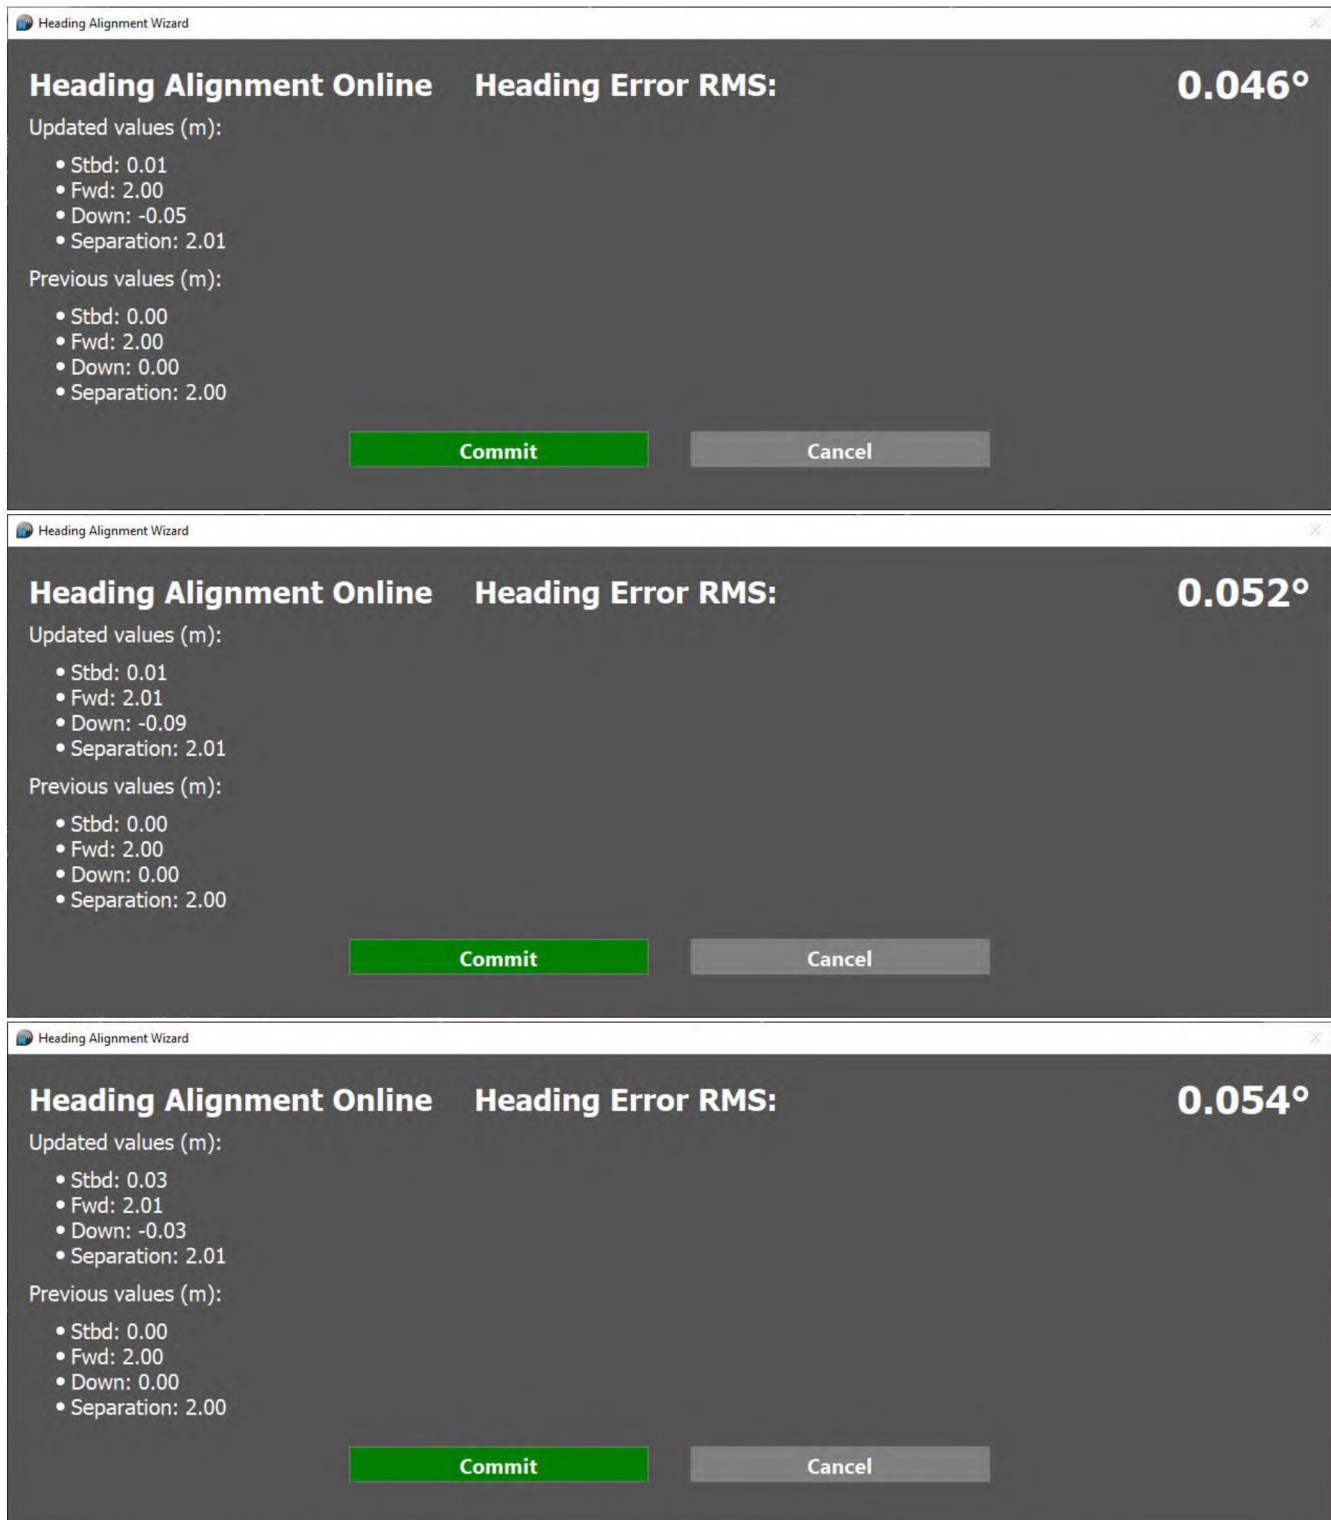 Heading Alignment Wizard
Heading Alignment Online Heading Error RMS: 0.046°
Updated values (m):
• Stbd: 0.01
• Fwd: 2.00
• Down: -0.05
• Separation: 2.01
Previous values (m):
• Stbd: 0.00
• Fwd: 2.00
• Down: 0.00
• Separation: 2.00
Commit Cancel
Heading Alignment Wizard
Heading Alignment Online Heading Error RMS: 0.052°
Updated values (m):
• Stbd: 0.01
• Fwd: 2.01
• Down: -0.09
• Separation: 2.01
Previous values (m):
• Stbd: 0.00
• Fwd: 2.00
• Down: 0.00
• Separation: 2.00
Commit Cancel
Heading Alignment Wizard
Heading Alignment Online Heading Error RMS: 0.054°
Updated values (m):
• Stbd: 0.03
• Fwd: 2.01
• Down: -0.03
• Separation: 2.01
Previous values (m):
• Stbd: 0.00
• Fwd: 2.00
• Down: 0.00
• Separation: 2.00
Commit Cancel